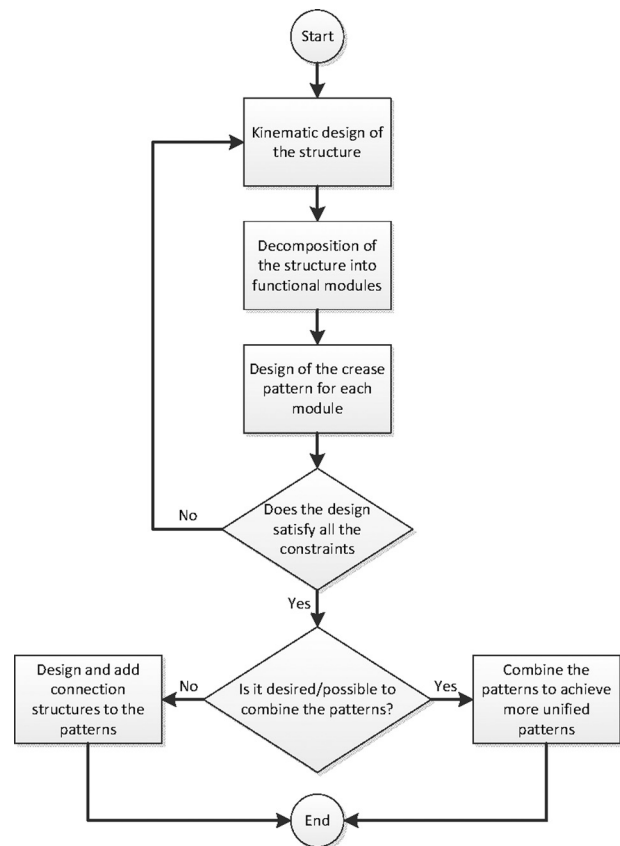 Start
Kinematic design of
the structure
Decomposition of
the structure into
functional modules
Design of the crease
pattern for each
module
No
Does the design
satisfy all the
constraints
Yes
Design and add
connection
structures to the
patterns
No
Is it desired/possible to
combine the patterns?
Yes
Combine the
patterns to achieve
more unified
patterns
End